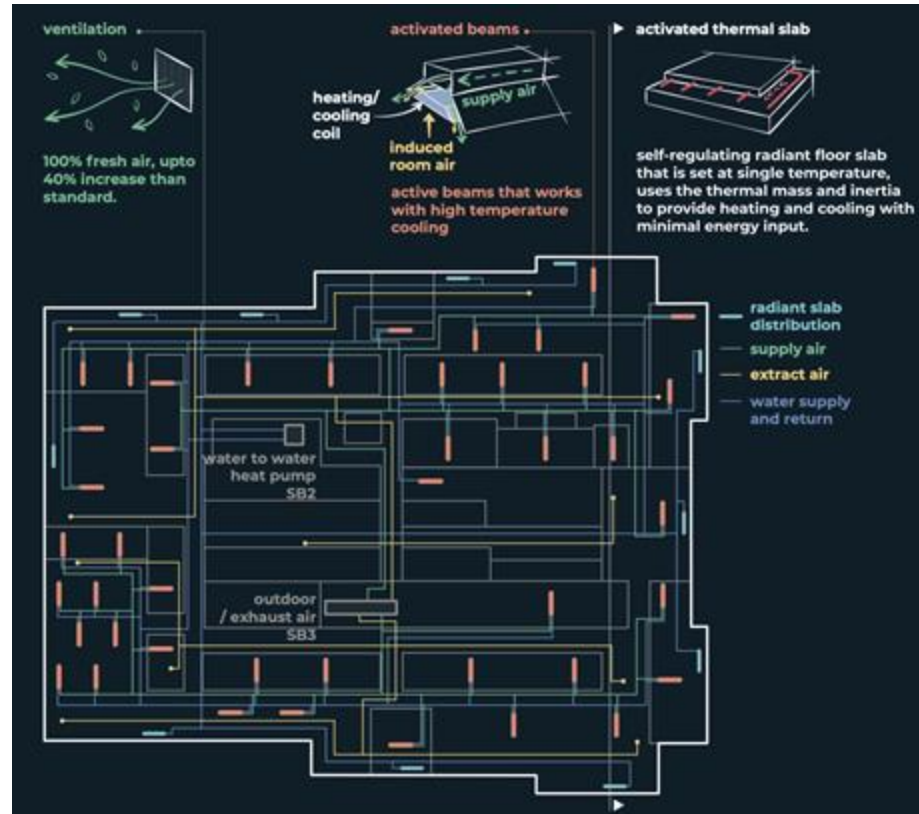 ventilation
100% fresh air, upto
40% increase than
standard.
activated beams
heating/
cooling
coil
supply air
induced
room air
active beams that works
with high temperature
cooling
activated thermal slab
self-regulating radiant floor slab
that is set at single temperature,
uses the thermal mass and inertia
to provide heating and cooling with
minimal energy input.
radiant slab
distribution
supply air
extract air
water supply
and return
water to water
heat pump
SB2
outdoor
/ exhaust air
SB3